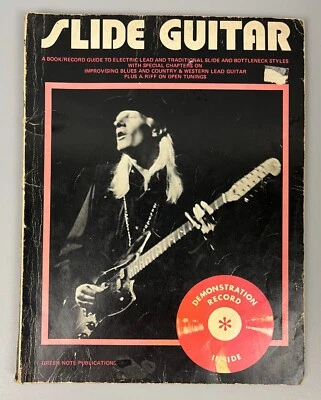 SLIDE GUITAR
A BOOK/RECORD GUIDE TO ELECTRIC LEAD AND TRADITIONAL SLIDE AND BOTTLENECK STYLES
WITH SPECIAL CHAPTERS ON
IMPROVISING BLUES AND COUNTRY & WESTERN LEAD GUITAR
PLUS A RIFF ON OPEN TUNINGS
DEMONSTRATION
RECORD
*
INSIDE
GREEN NOTE PUBLICATIONS